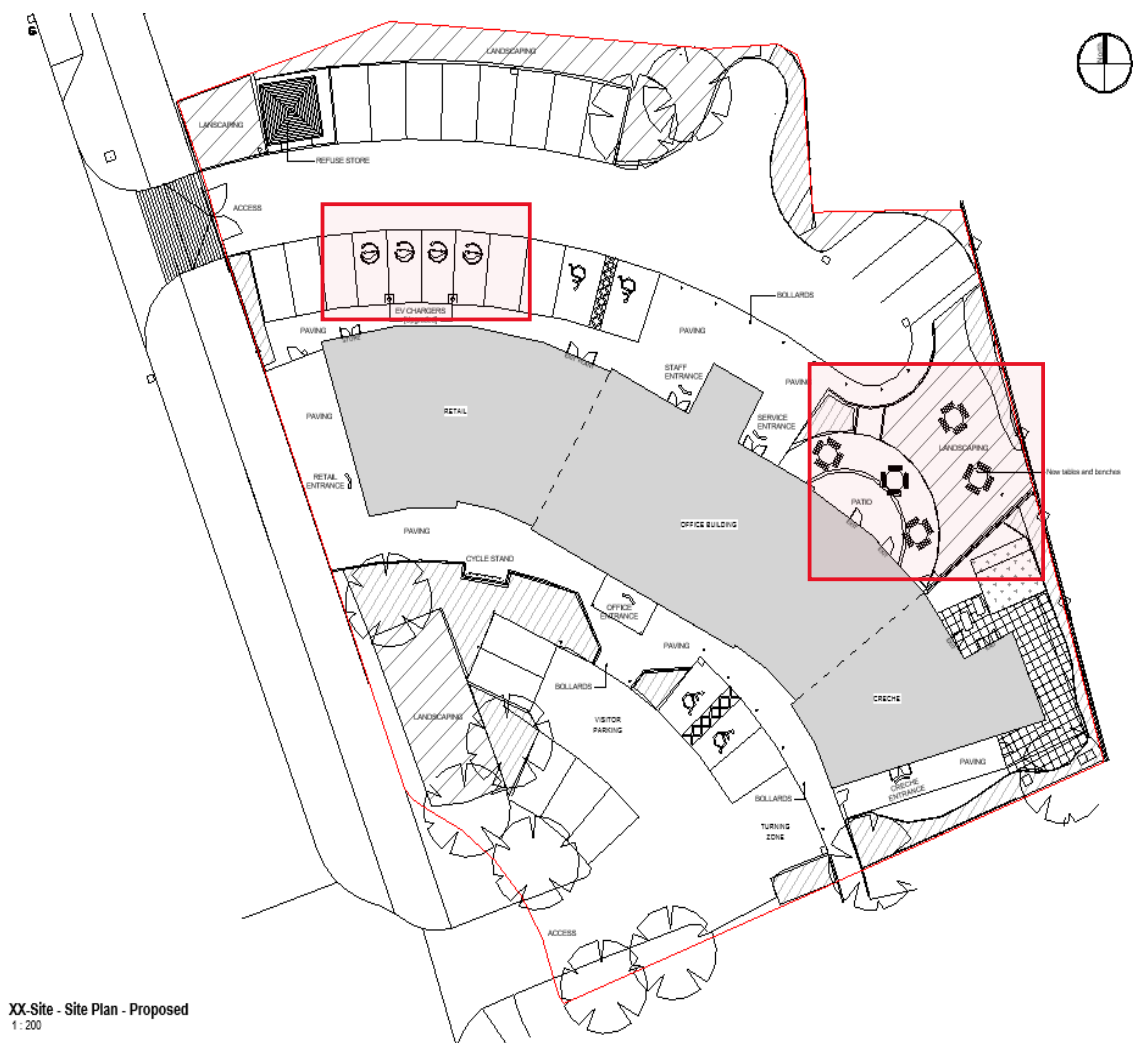 LANDSCAPING
LANSCAPING
REFUSE STORE
ACCESS
BOLLARDS
EV CHARGERS
PAVING
PAVING
STAFF
ENTRANCE
PAVING
RETAIL
SERVICE
ENTRANCE
PAVING
LANDSCAPING
New tables and benches
RETAIL
ENTRANCE
PATIO
OFFICE BUILDING
PAVING
CYCLE STAND
OFFICE
ENTRANCE
PAVING
BOLLARDS
CRECHE
LANDSCAPING
VISITOR
PARKING
PAVING
CRECHE
ENTRANCE
BOLLARDS
TURNING
ZONE
ACCESS
XX-Site - Site Plan - Proposed
1 : 200